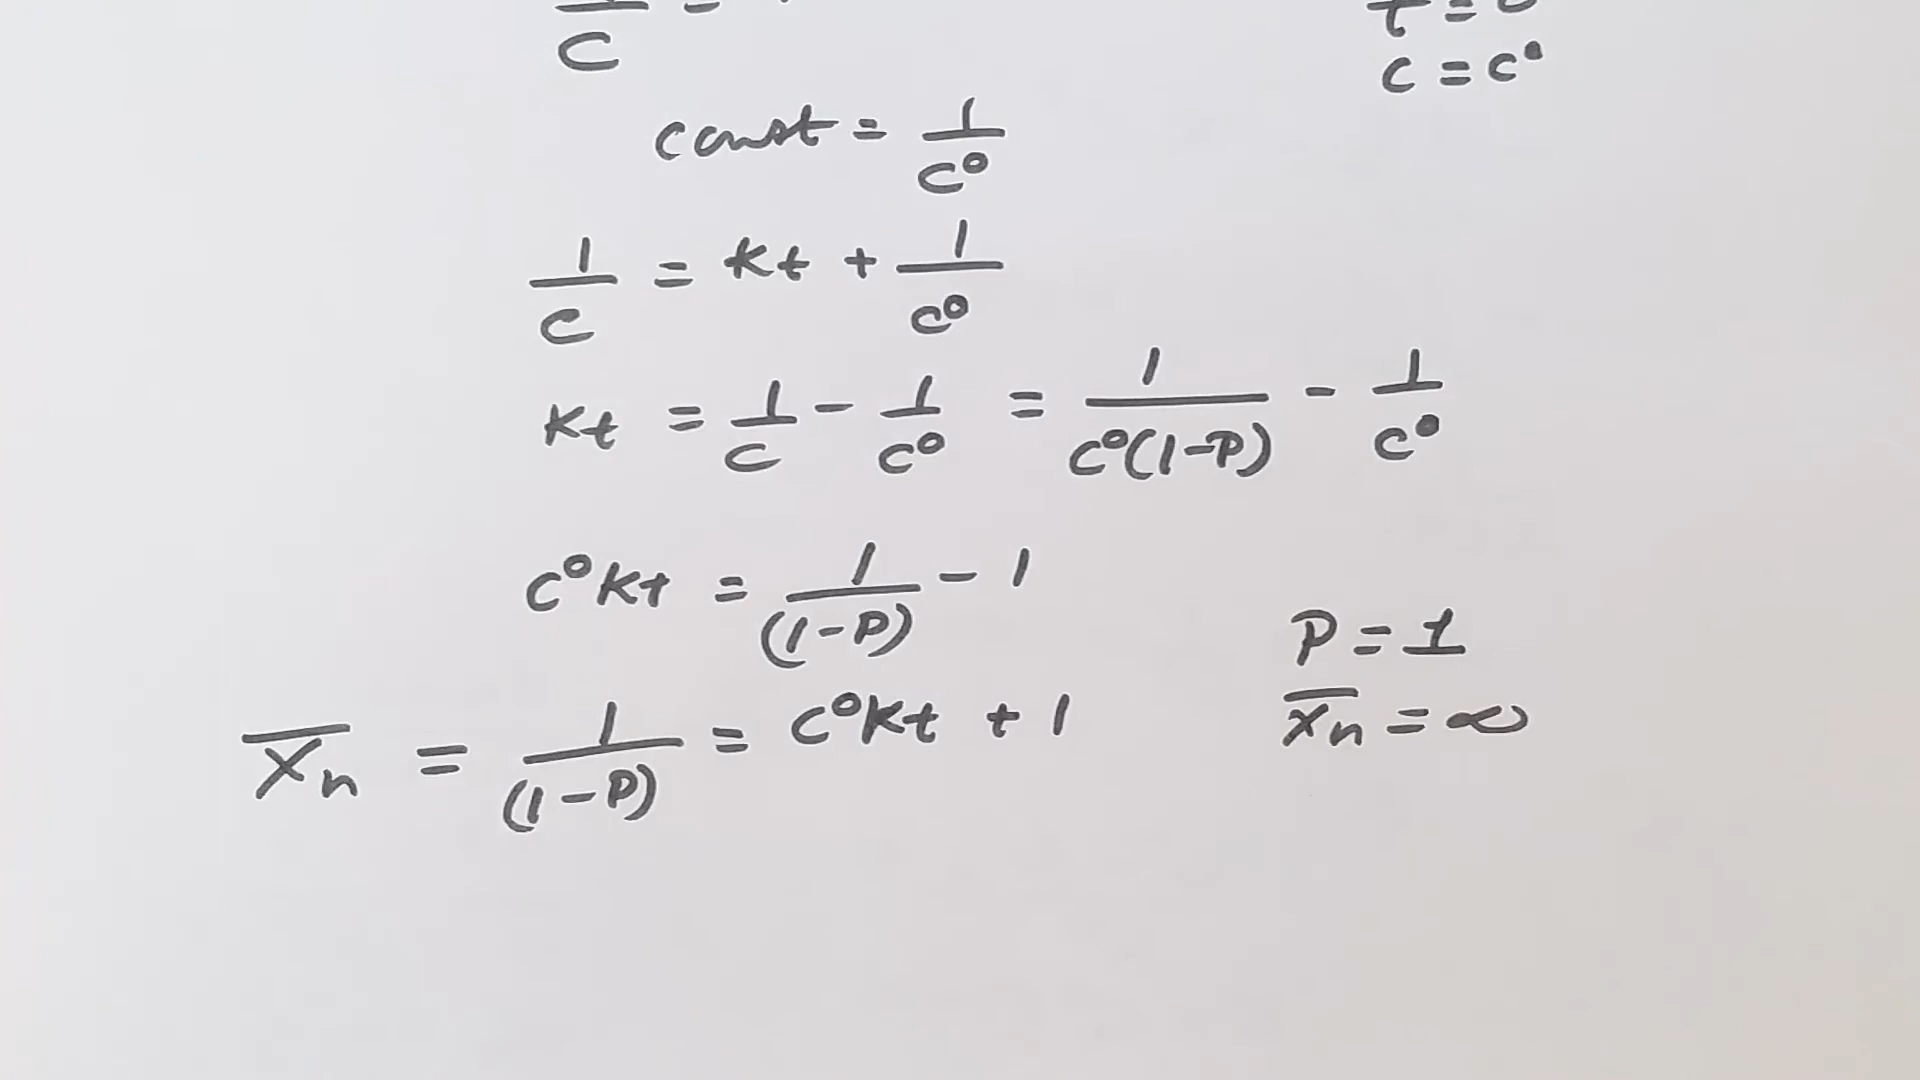 C
t =
c = c°
const = 1/c°
1/c = Kt + 1/c°
Kt = 1/c - 1/c° = 1/c°(1-P) - 1/c°
c°Kt = 1/(1-P) - 1
P = 1
X̅n = 1/(1-P) = c°Kt + 1
X̅n = ∞